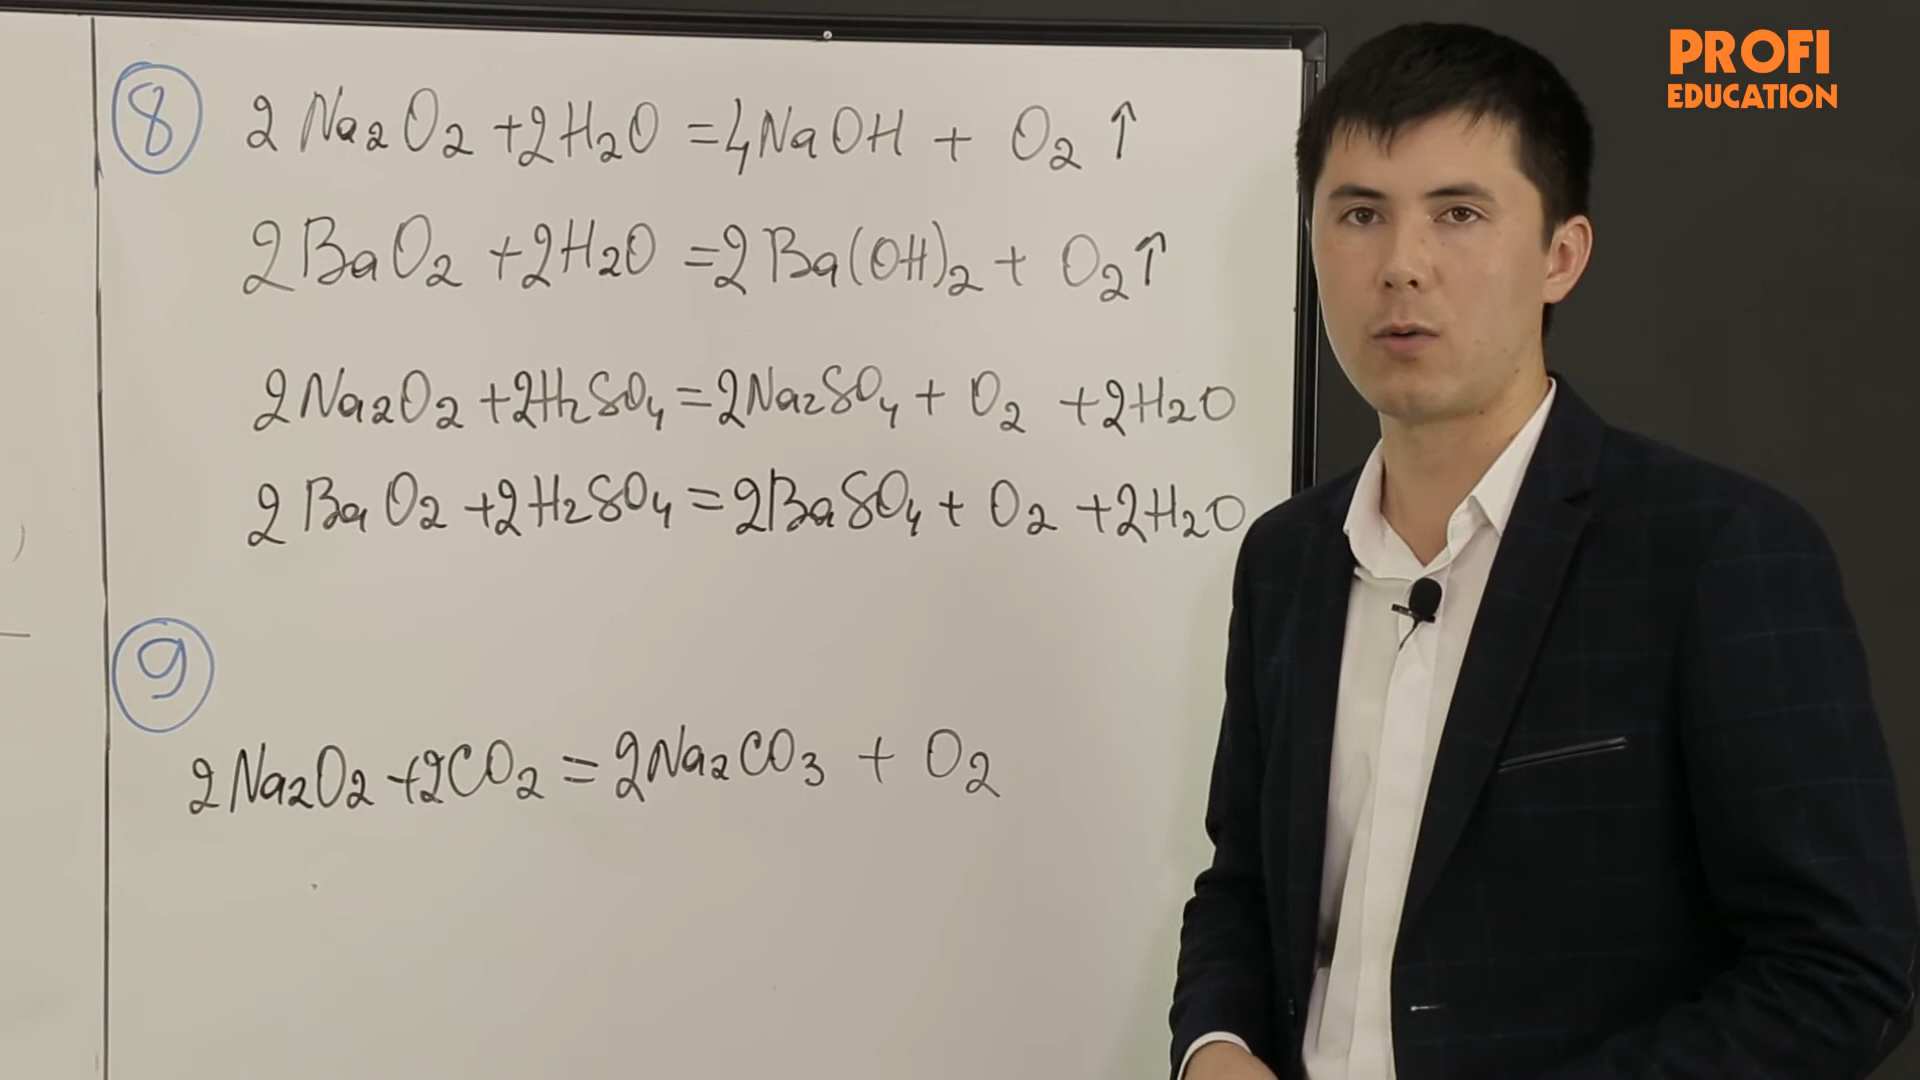 PROFI
EDUCATION
8
2Na₂O₂ +2H₂O =4NaOH + O₂↑
2BaO₂ +2H₂O =2Ba(OH)₂ + O₂↑
2Na₂O₂ +2H₂SO₄ =2Na₂SO₄ + O₂ +2H₂O
2BaO₂ +2H₂SO₄ =2BaSO₄ + O₂ +2H₂O
9
2Na₂O₂ +2CO₂ =2Na₂CO₃ + O₂